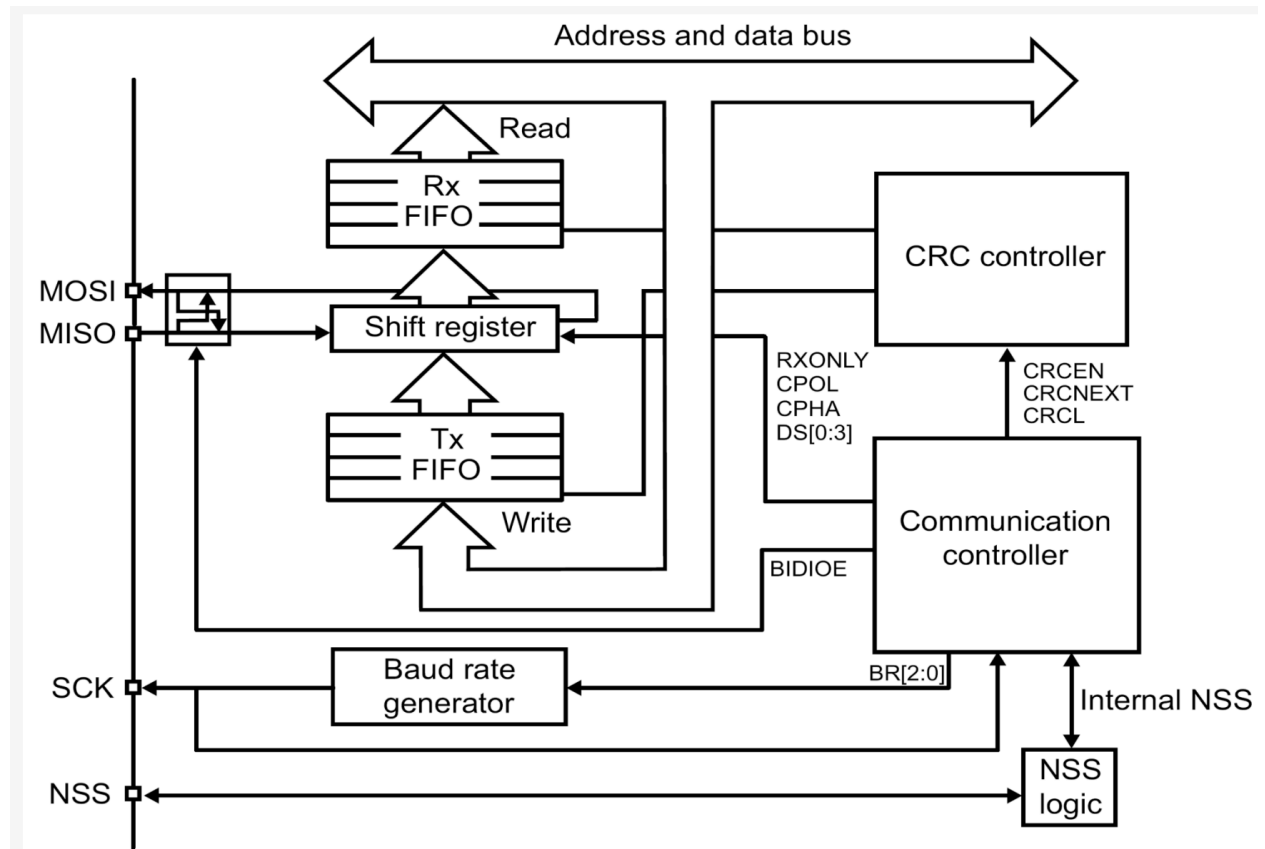 Address and data bus
Read
Rx
FIFO
CRC controller
MOSI
MISO
Shift register
RXONLY
CPOL
CPHA
DS[0:3]
CRCEN
CRCNEXT
CRCL
Tx
FIFO
Write
Communication
controller
BIDIOE
BR[2:0]
SCK
Baud rate
generator
Internal NSS
NSS
NSS
logic